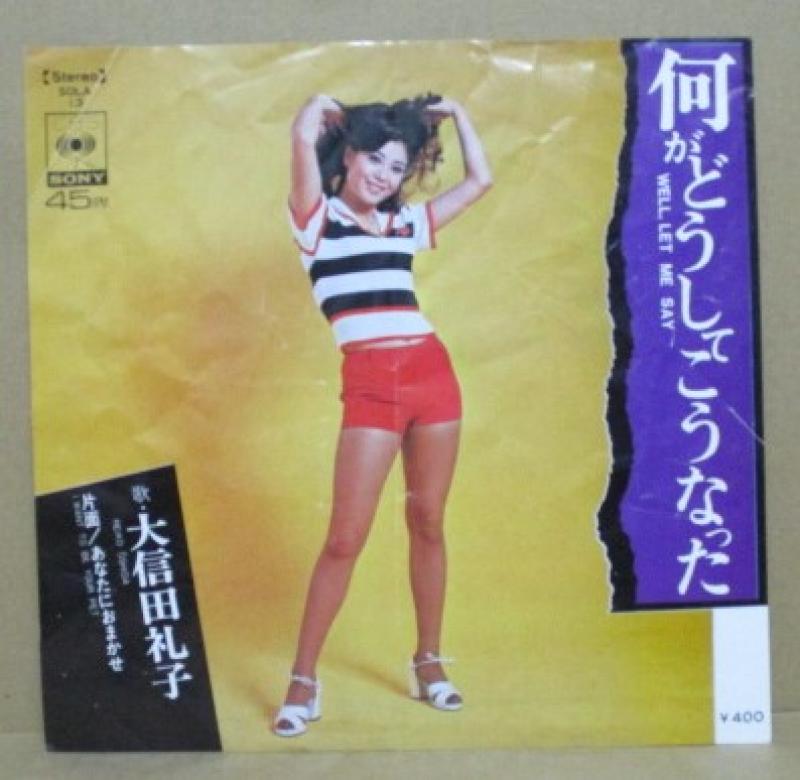 【Stereo】
SOLA
13
SONY
45rpm
何がどうしてこうなった
WELL, LET ME SAY
歌・大信田礼子
片面/あなたにおまかせ
¥400